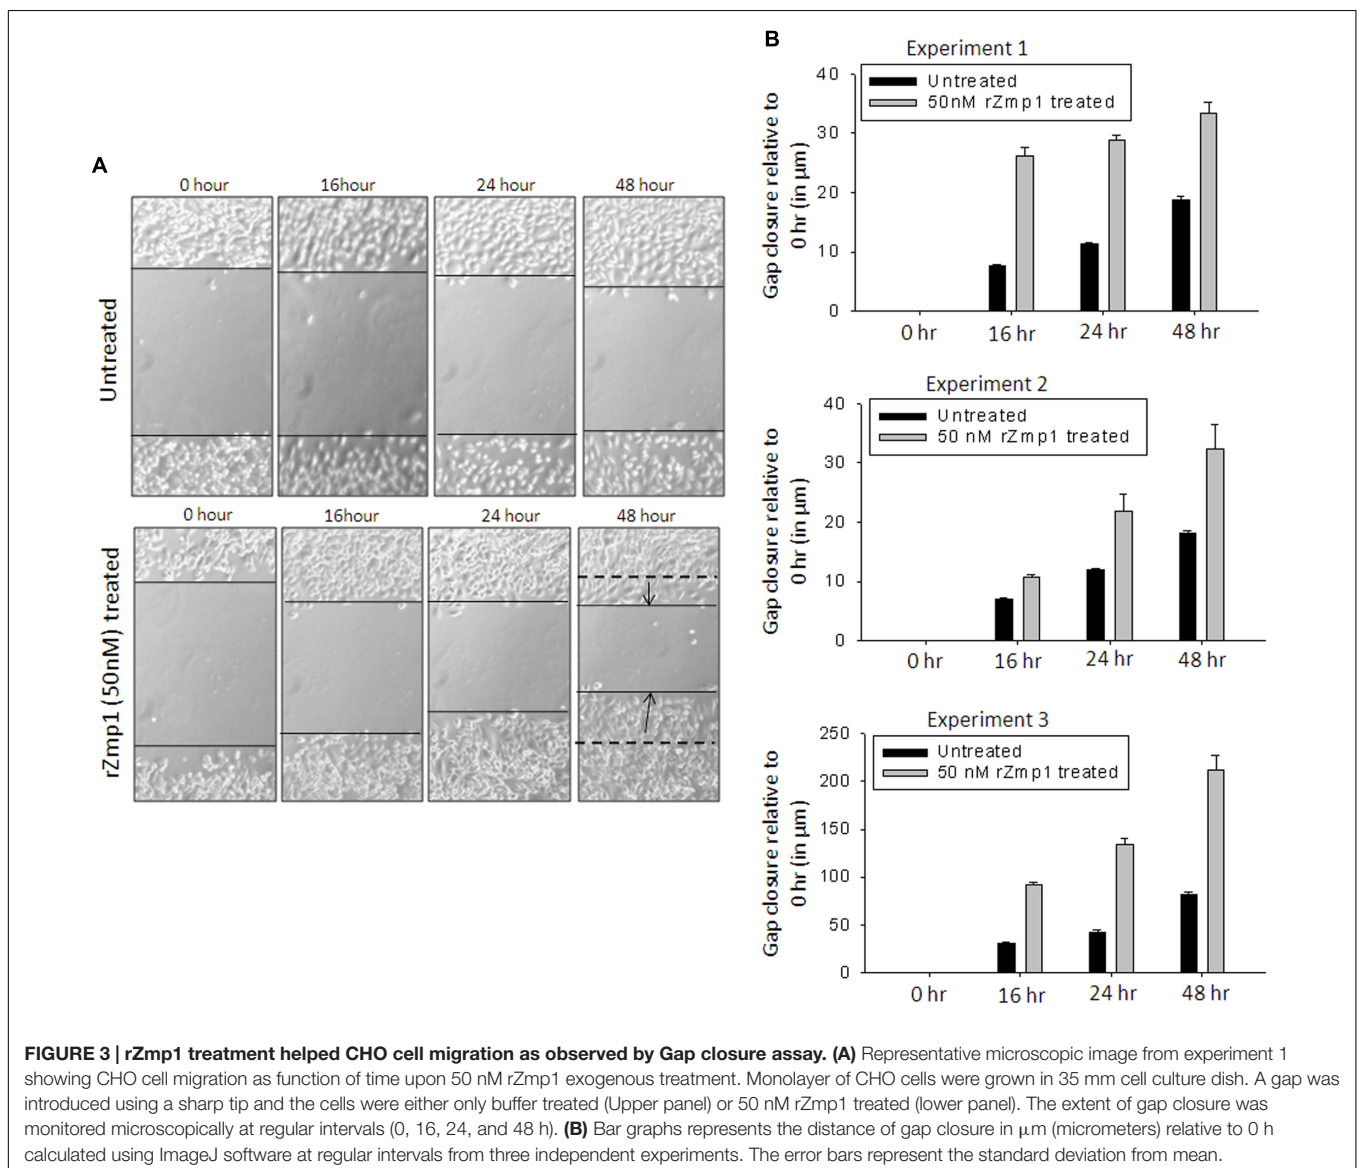 A
0 hour 16hour 24 hour 48 hour
Untreated
0 hour 16hour 24 hour 48 hour
rZmp1 (50nM) treated
B
Experiment 1
Untreated
50nM rZmp1 treated
Gap closure relative to
0 hr (in μm)
40
30
20
10
0
0 hr 16 hr 24 hr 48 hr
Experiment 2
Untreated
50 nM rZmp1 treated
Gap closure relative to
0 hr (in μm)
40
30
20
10
0
0 hr 16 hr 24 hr 48 hr
Experiment 3
Untreated
50 nM rZmp1 treated
Gap closure relative to
0 hr (in μm)
250
200
150
100
50
0
0 hr 16 hr 24 hr 48 hr
FIGURE 3 | rZmp1 treatment helped CHO cell migration as observed by Gap closure assay. (A) Representative microscopic image from experiment 1
showing CHO cell migration as function of time upon 50 nM rZmp1 exogenous treatment. Monolayer of CHO cells were grown in 35 mm cell culture dish. A gap was
introduced using a sharp tip and the cells were either only buffer treated (Upper panel) or 50 nM rZmp1 treated (lower panel). The extent of gap closure was
monitored microscopically at regular intervals (0, 16, 24, and 48 h). (B) Bar graphs represents the distance of gap closure in μm (micrometers) relative to 0 h
calculated using ImageJ software at regular intervals from three independent experiments. The error bars represent the standard deviation from mean.